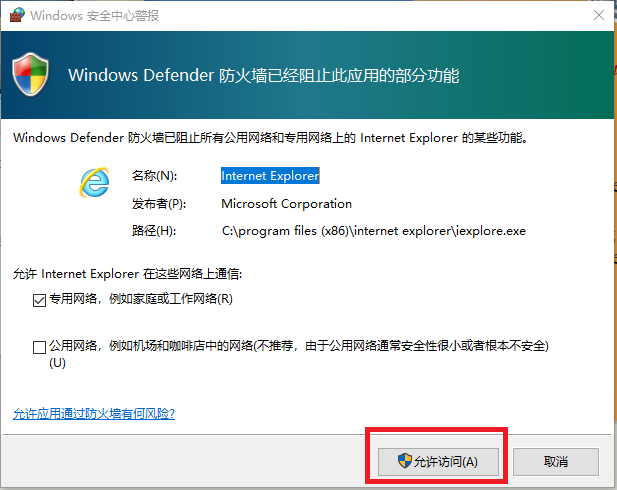 Windows 安全中心警报
Windows Defender 防火墙已经阻止此应用的部分功能
Windows Defender 防火墙已阻止所有公用网络和专用网络上的 Internet Explorer 的某些功能。
名称(N): Internet Explorer
发布者(P): Microsoft Corporation
路径(H): C:\program files (x86)\internet explorer\iexplore.exe
允许 Internet Explorer 在这些网络上通信:
专用网络，例如家庭或工作网络(R)
公用网络，例如机场和咖啡店中的网络(不推荐，由于公用网络通常安全性很小或者根本不安全)
(U)
允许应用通过防火墙有何风险?
允许访问(A) 取消